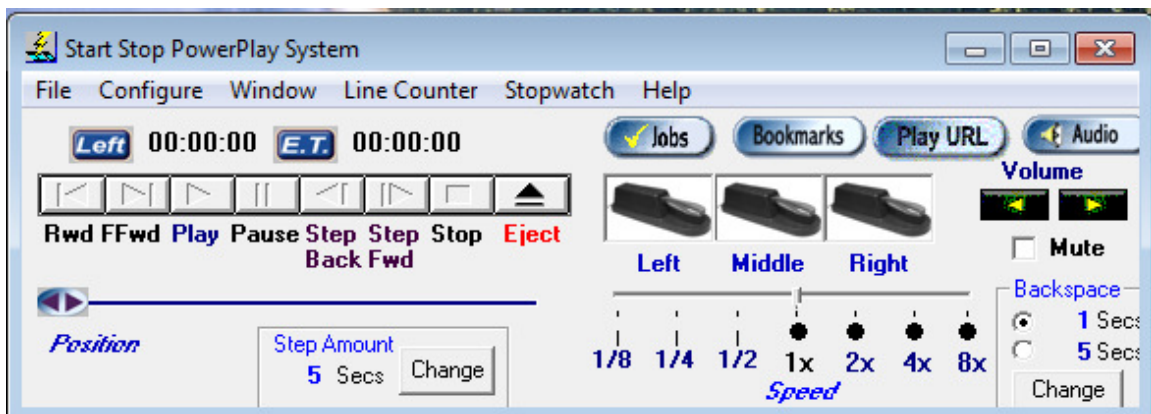 Start Stop PowerPlay System
File Configure Window Line Counter Stopwatch Help
Left 00:00:00 E.T. 00:00:00
Jobs Bookmarks Play URL Audio
Volume
Rwd FFwd Play Pause Step Back Step Fwd Stop Eject
Left Middle Right
Mute
Position
Step Amount
5 Secs Change
1/8 1/4 1/2 1x 2x 4x 8x
Speed
Backspace
1 Secs
5 Secs
Change